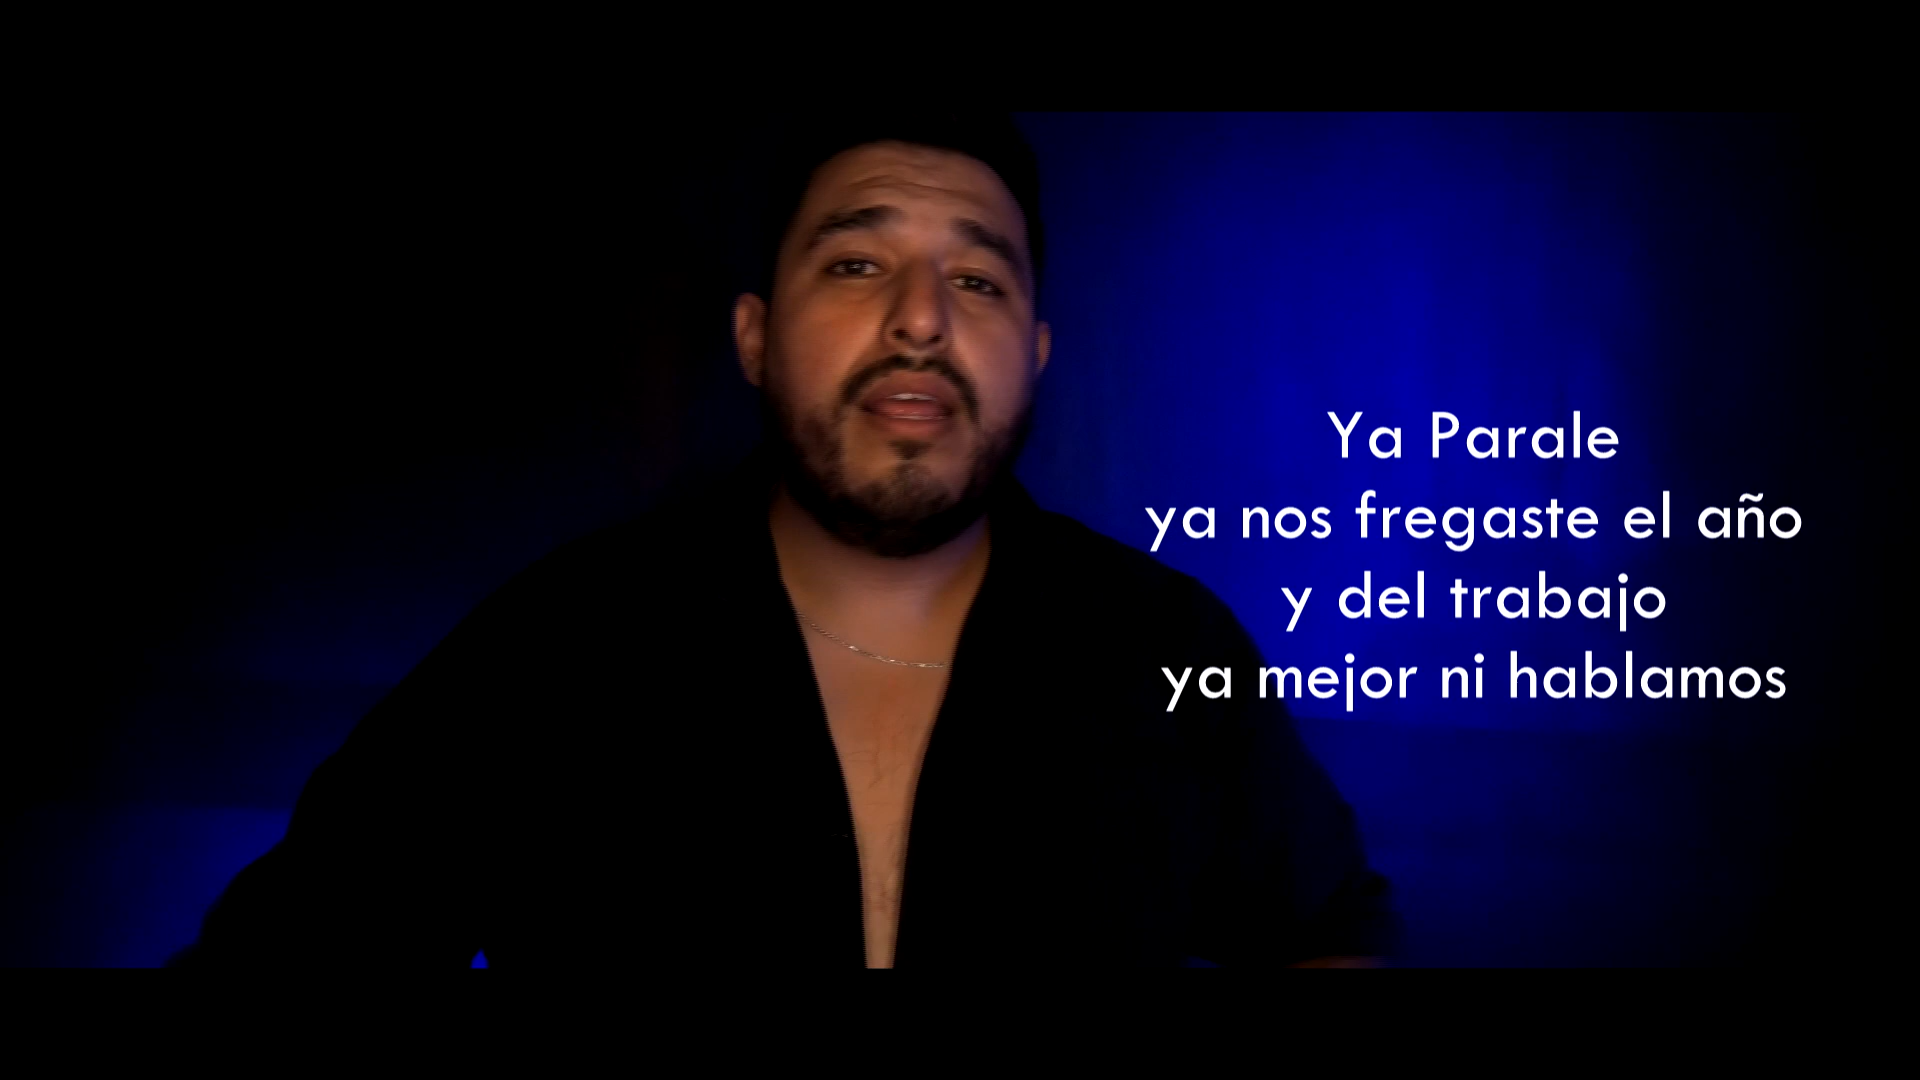 Ya Parale
ya nos fregaste el año
y del trabajo
ya mejor ni hablamos